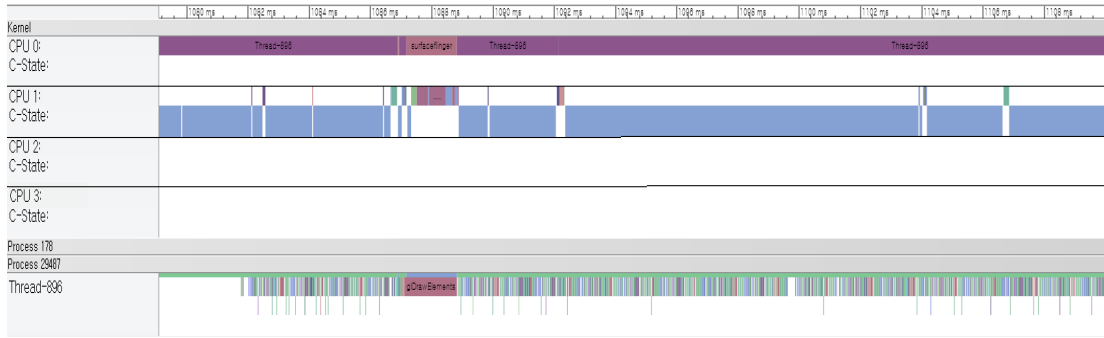 1080 ms 1082 ms 1084 ms 1086 ms 1088 ms 1090 ms 1092 ms 1094 ms 1096 ms 1098 ms 1100 ms 1102 ms 1104 ms 1106 ms 1108 ms
Kernel
CPU 0: Thread-896 surfaceflinger Thread-896 Thread-896
C-State:
CPU 1:
C-State:
CPU 2:
C-State:
CPU 3:
C-State:
Process 178
Process 29487
Thread-896 glDrawElements